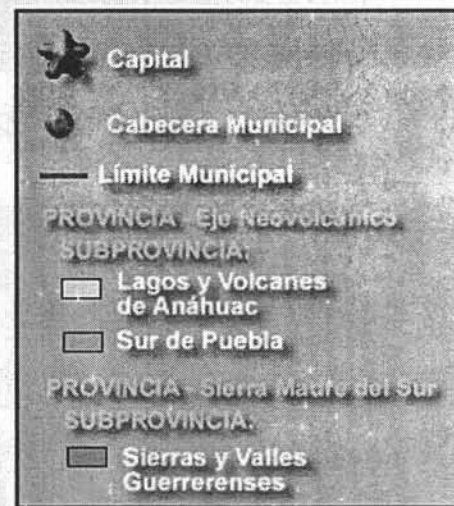 Capital
Cabecera Municipal
Límite Municipal
PROVINCIA - Eje Neovolcánico
SUBPROVINCIA:
Lagos y Volcanes
de Anáhuac
Sur de Puebla
PROVINCIA - Sierra Madre del Sur
SUBPROVINCIA:
Sierras y Valles
Guerrerenses